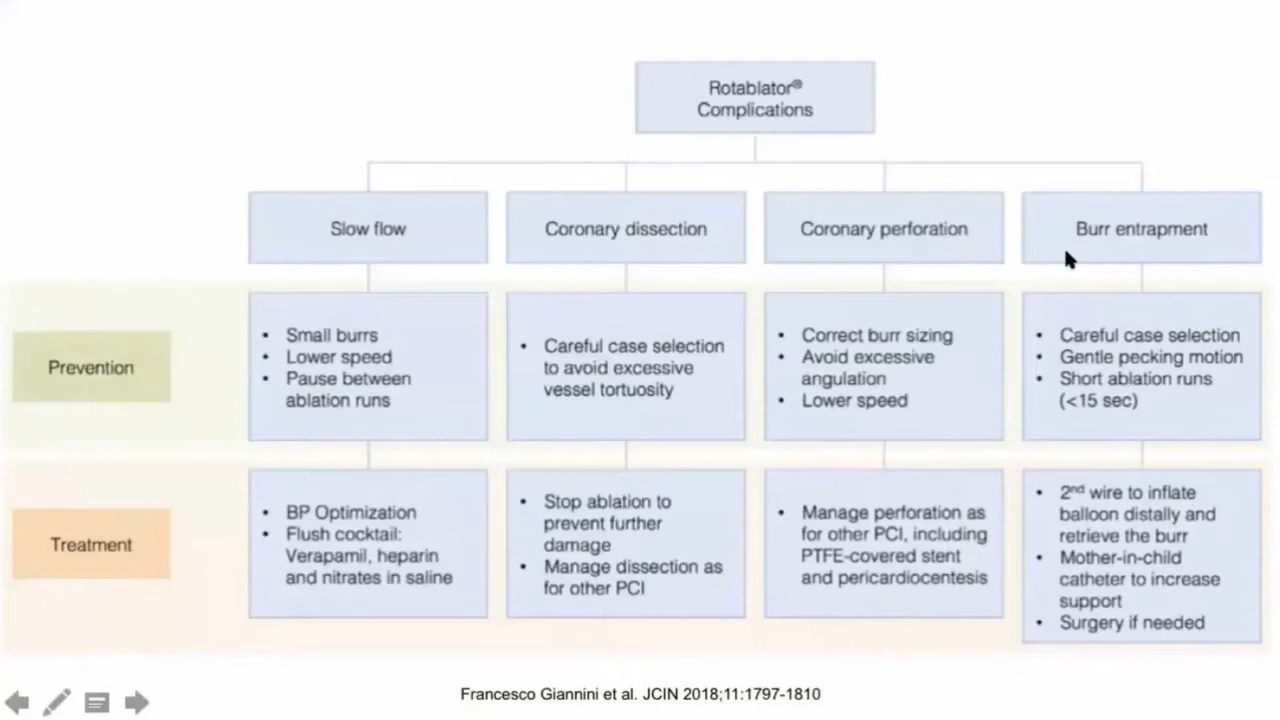 Rotablator®
Complications
Slow flow
Coronary dissection
Coronary perforation
Burr entrapment
Prevention
• Small burrs
• Lower speed
• Pause between
ablation runs
• Careful case selection
to avoid excessive
vessel tortuosity
• Correct burr sizing
• Avoid excessive
angulation
• Lower speed
• Careful case selection
• Gentle pecking motion
• Short ablation runs
(<15 sec)
Treatment
• BP Optimization
• Flush cocktail:
Verapamil, heparin
and nitrates in saline
• Stop ablation to
prevent further
damage
• Manage dissection as
for other PCI
• Manage perforation as
for other PCI, including
PTFE-covered stent
and pericardiocentesis
• 2nd wire to inflate
balloon distally and
retrieve the burr
• Mother-in-child
catheter to increase
support
• Surgery if needed
Francesco Giannini et al. JCIN 2018;11:1797-1810